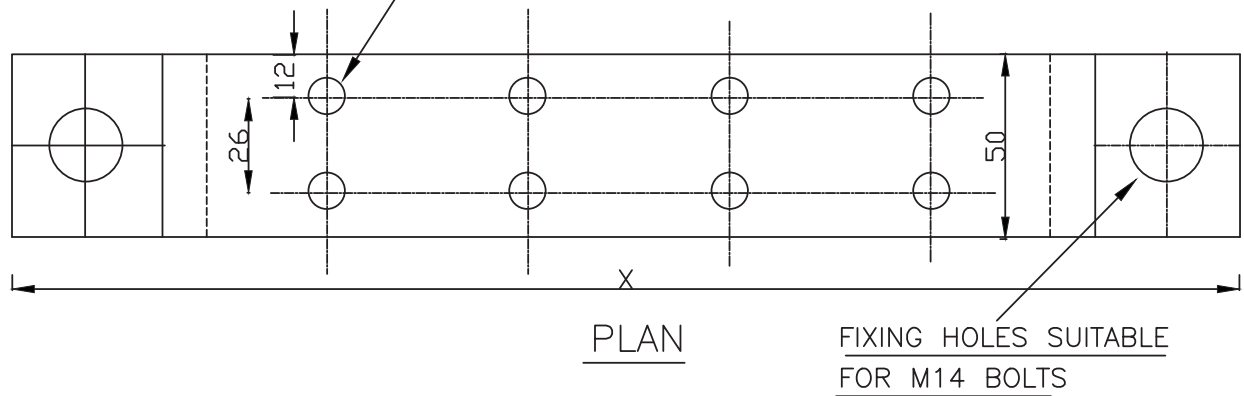 12
26
50
X
PLAN
FIXING HOLES SUITABLE
FOR M14 BOLTS